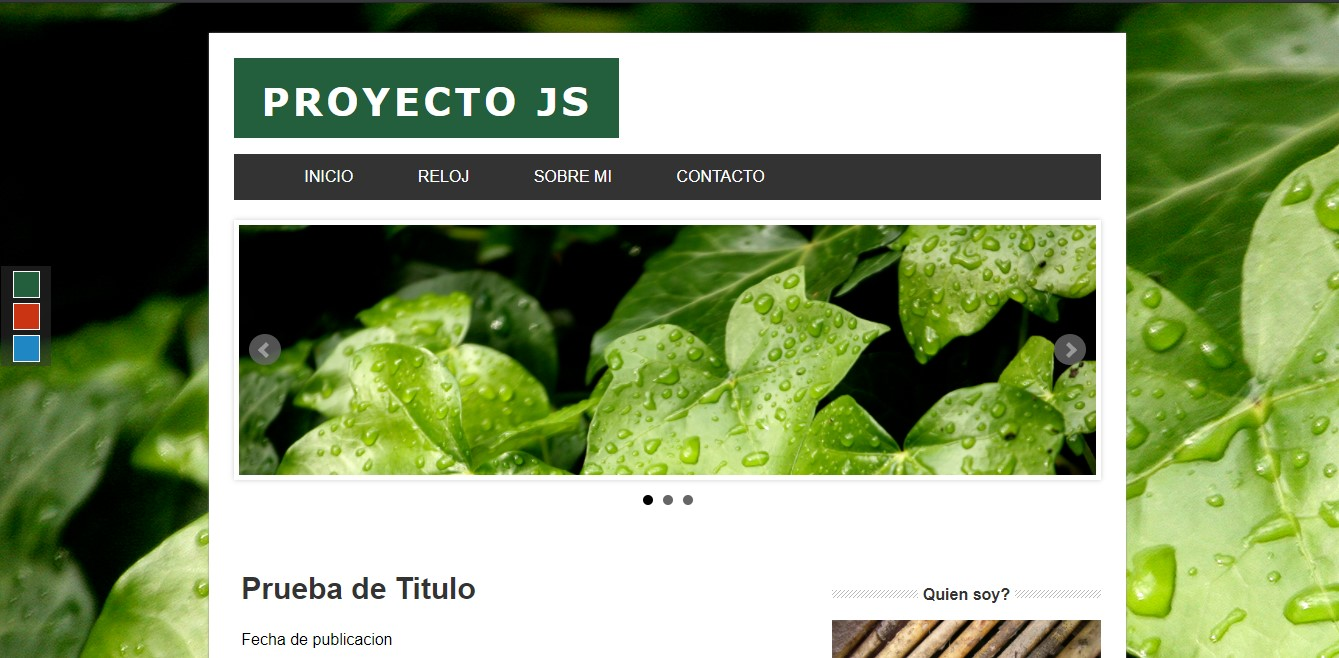 PROYECTO JS
INICIO RELOJ SOBRE MI CONTACTO
Prueba de Titulo
Fecha de publicacion
Quien soy?